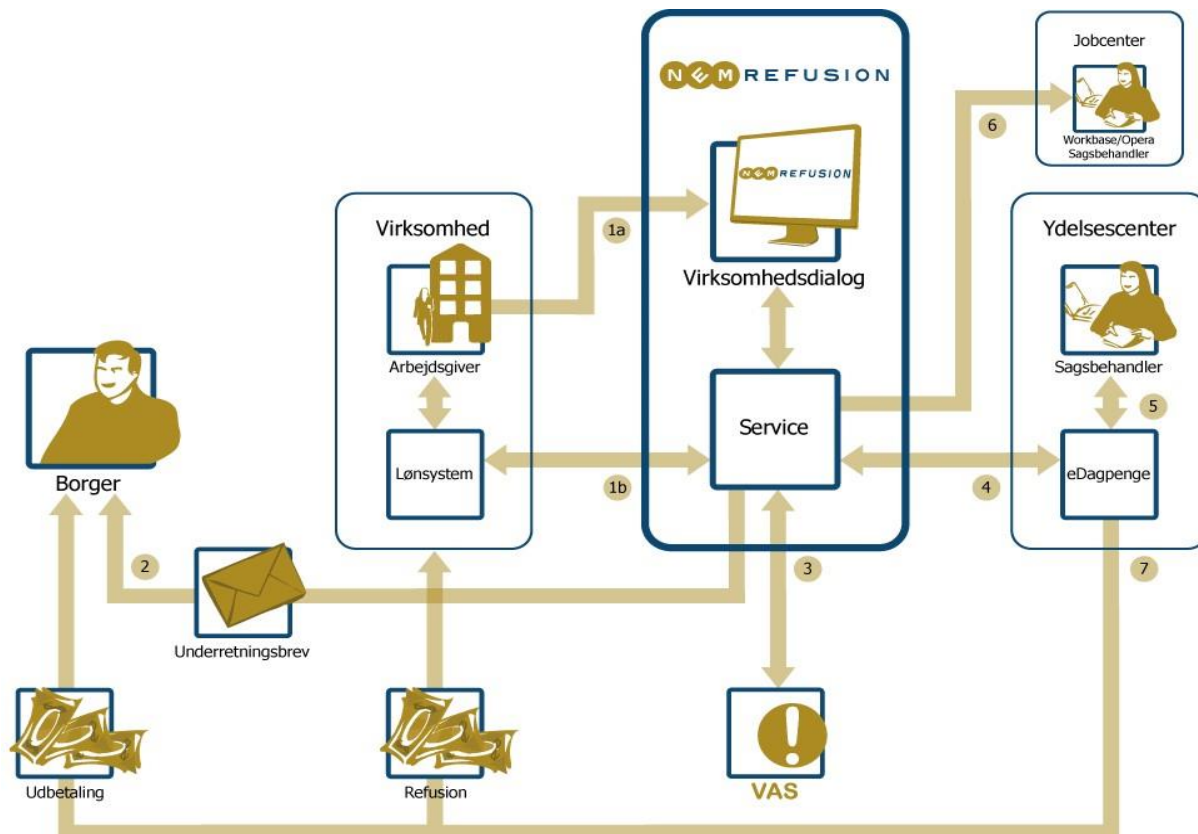 NEMREFUSION
NEMREFUSION
Virksomhedsdialog
Service
Jobcenter
Workbase/Opera
Sagsbehandler
6
Virksomhed
Arbejdsgiver
Lønsystem
1a
1b
Ydelsescenter
Sagsbehandler
5
eDagpenge
4
7
Borger
2
Underretningsbrev
3
Udbetaling
Refusion
VAS